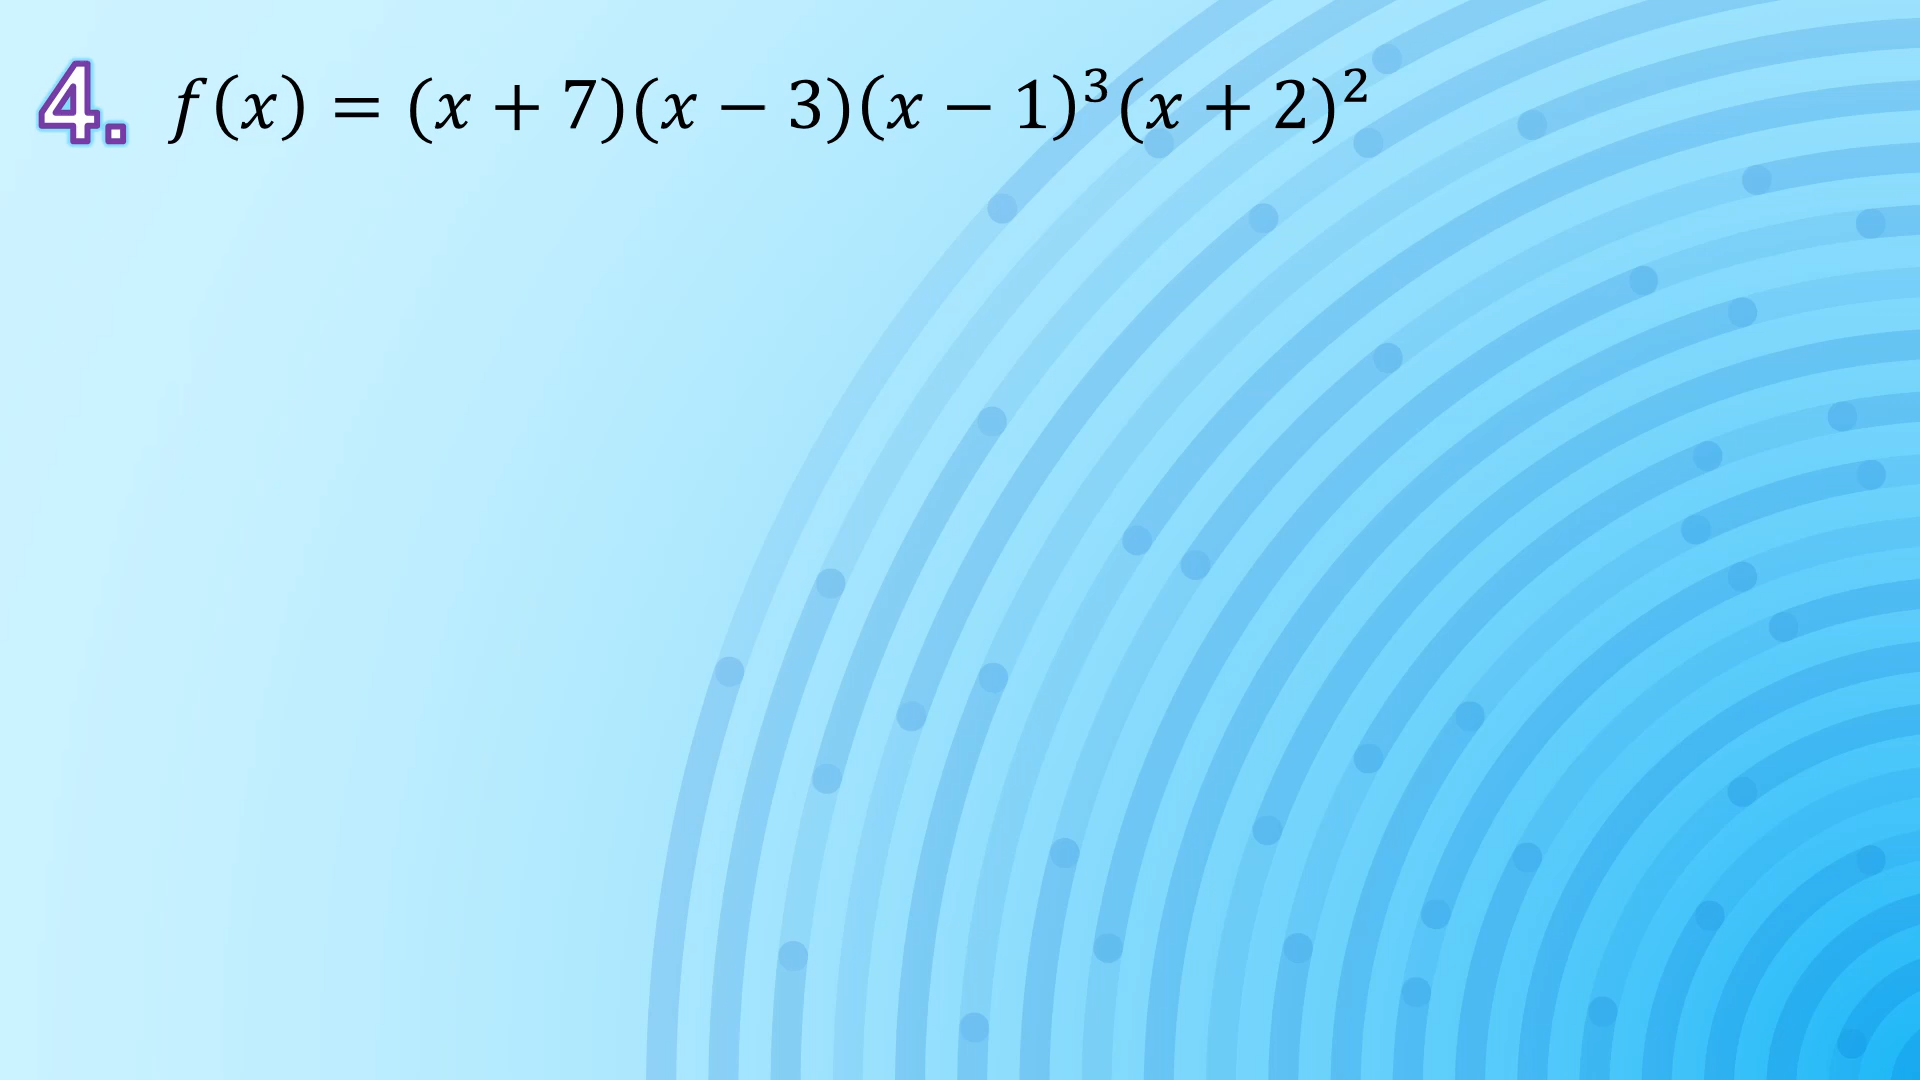 4. f(x) = (x + 7)(x − 3)(x − 1)³(x + 2)²